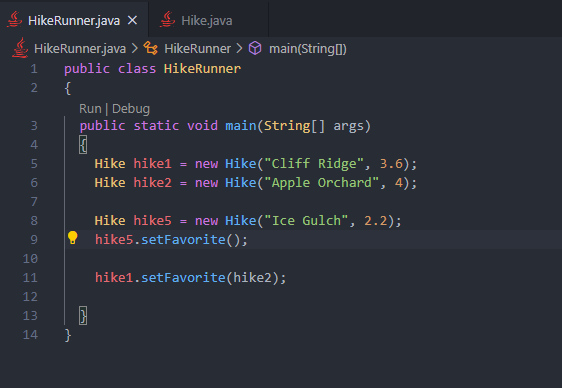 HikeRunner.java × Hike.java
HikeRunner.java > HikeRunner > main(String[])
1 public class HikeRunner
2 {
Run | Debug
3 public static void main(String[] args)
4 {
5 Hike hike1 = new Hike("Cliff Ridge", 3.6);
6 Hike hike2 = new Hike("Apple Orchard", 4);
7
8 Hike hike5 = new Hike("Ice Gulch", 2.2);
9 hike5.setFavorite();
10
11 hike1.setFavorite(hike2);
12
13 }
14 }